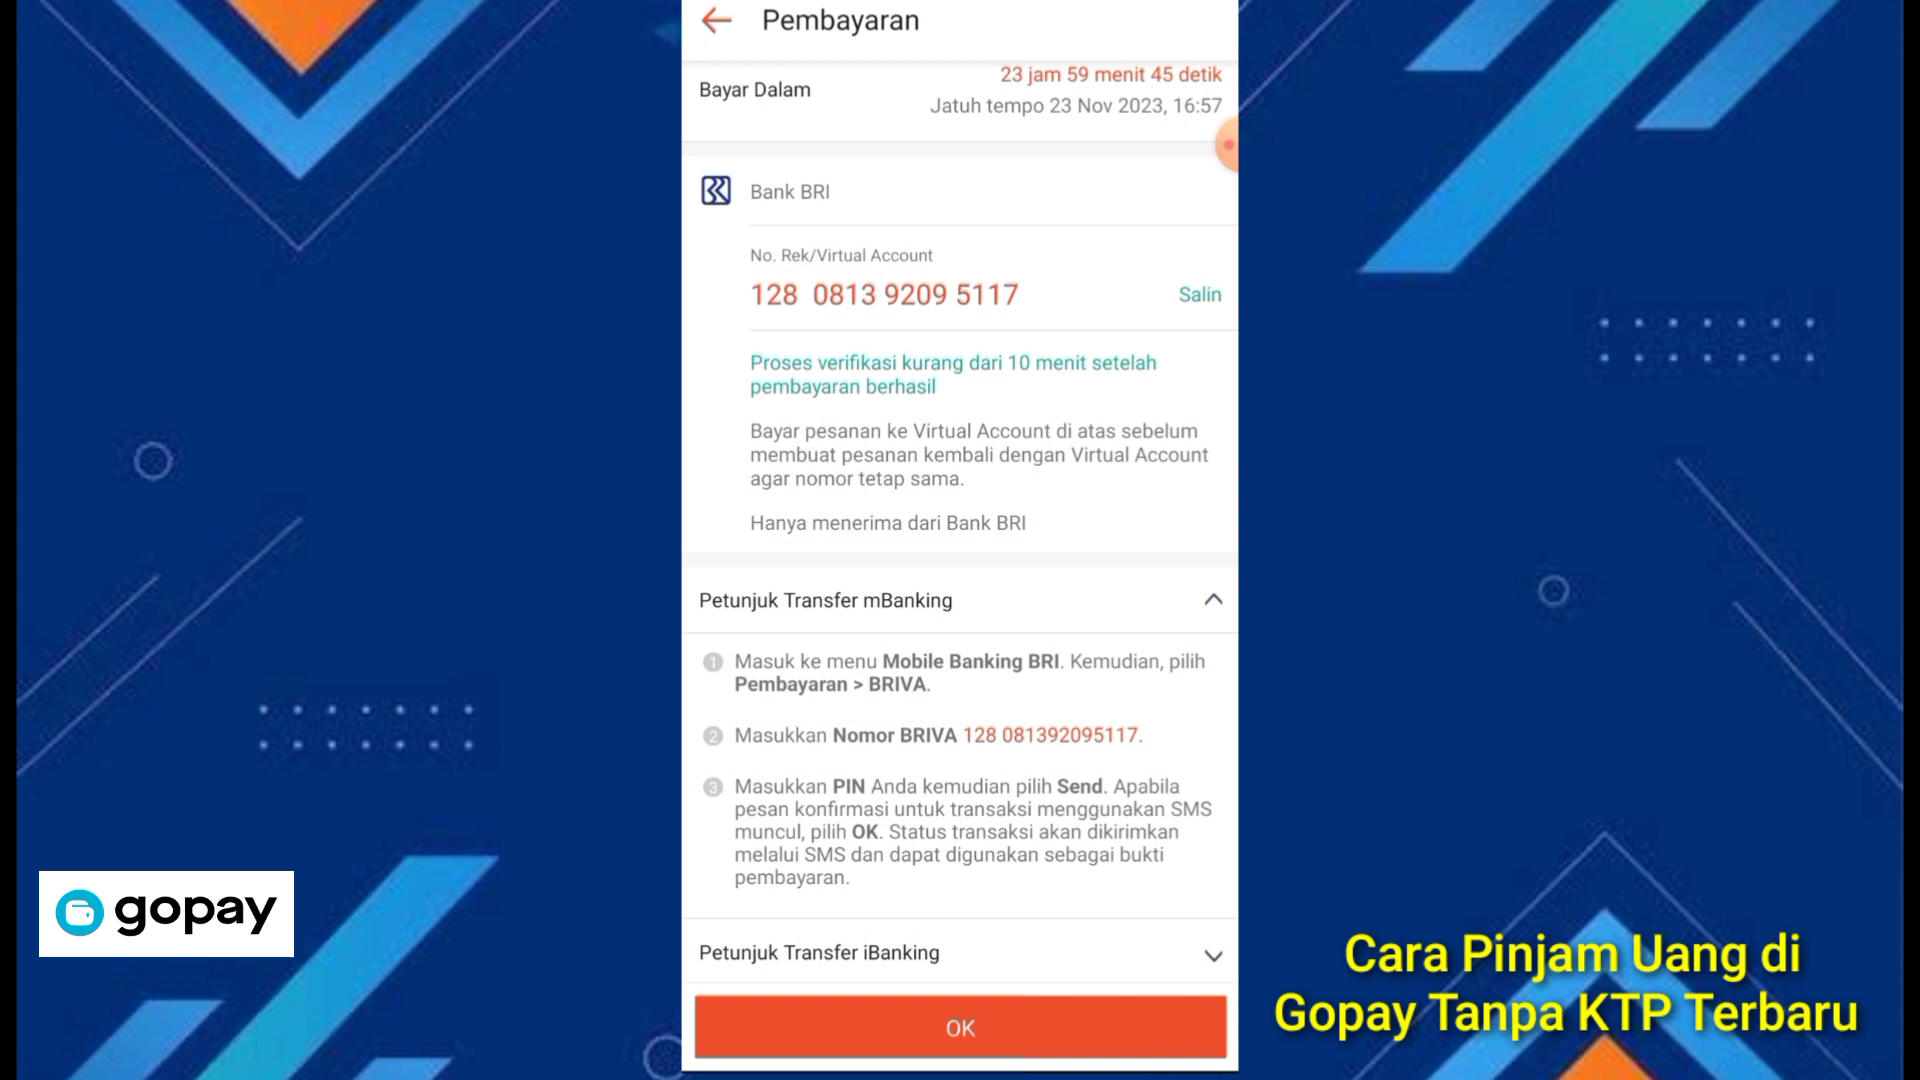 Pembayaran
Bayar Dalam
23 jam 59 menit 45 detik
Jatuh tempo 23 Nov 2023, 16:57
Bank BRI
No. Rek/Virtual Account
128 0813 9209 5117
Salin
Proses verifikasi kurang dari 10 menit setelah
pembayaran berhasil
Bayar pesanan ke Virtual Account di atas sebelum
membuat pesanan kembali dengan Virtual Account
agar nomor tetap sama.
Hanya menerima dari Bank BRI
Petunjuk Transfer mBanking
1 Masuk ke menu Mobile Banking BRI. Kemudian, pilih
Pembayaran > BRIVA.
2 Masukkan Nomor BRIVA 128 081392095117.
3 Masukkan PIN Anda kemudian pilih Send. Apabila
pesan konfirmasi untuk transaksi menggunakan SMS
muncul, pilih OK. Status transaksi akan dikirimkan
melalui SMS dan dapat digunakan sebagai bukti
pembayaran.
Petunjuk Transfer iBanking
OK
gopay
Cara Pinjam Uang di
Gopay Tanpa KTP Terbaru